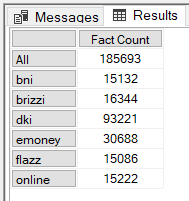 Messages Results
Fact Count
All 185693
bni 15132
brizzi 16344
dki 93221
emoney 30688
flazz 15086
online 15222